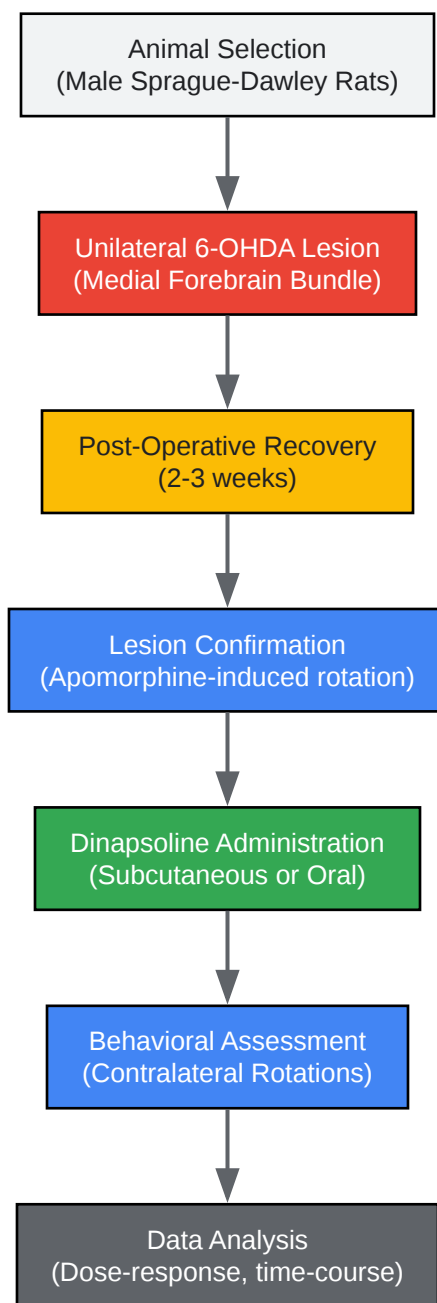 Animal Selection
(Male Sprague-Dawley Rats)
Unilateral 6-OHDA Lesion
(Medial Forebrain Bundle)
Post-Operative Recovery
(2-3 weeks)
Lesion Confirmation
(Apomorphine-induced rotation)
Dinapsoline Administration
(Subcutaneous or Oral)
Behavioral Assessment
(Contralateral Rotations)
Data Analysis
(Dose-response, time-course)